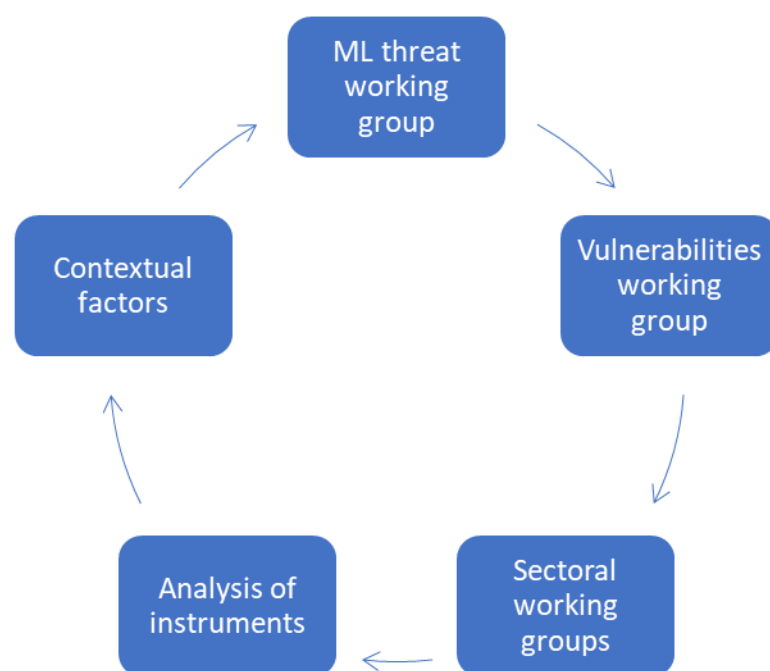 ML threat
working
group
Vulnerabilities
working
group
Sectoral
working
groups
Analysis of
instruments
Contextual
factors